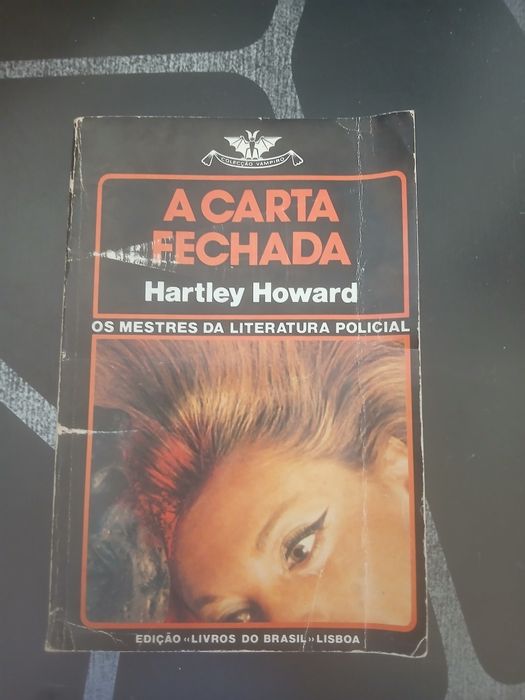 COLECÇÃO VAMPIRO
A CARTA
FECHADA
Hartley Howard
OS MESTRES DA LITERATURA POLICIAL
EDIÇÃO «LIVROS DO BRASIL» LISBOA